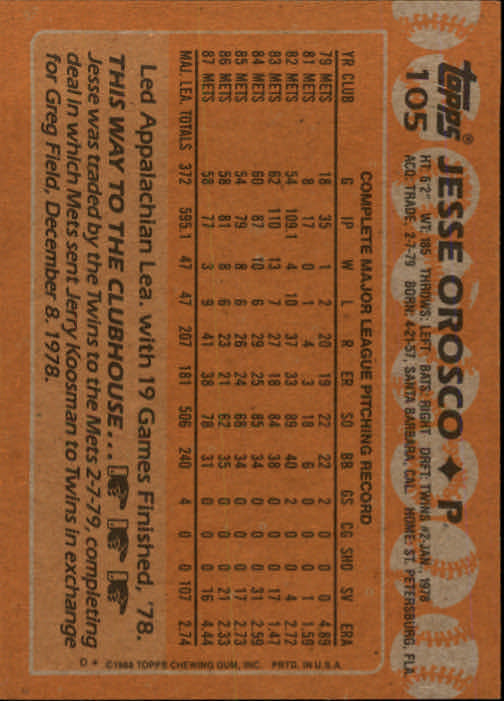 topps
105
JESSE OROSCO ♦ P
HT: 6'2" WT: 185 THROWS: LEFT BATS: RIGHT DRFT: TWINS #2-JAN., 1978
ACQ: TRADE, 2-7-79 BORN: 4-21-57, SANTA BARBARA, CAL. HOME: ST. PETERSBURG, FLA.
COMPLETE MAJOR LEAGUE PITCHING RECORD
YR CLUB G IP W L R ER SO BB GS CG SHO SV ERA
79 METS 18 35 1 2 20 19 22 22 2 0 0 0 4.89
81 METS 8 17 0 1 4 3 18 6 0 0 0 1 1.59
82 METS 54 109.1 4 10 37 33 89 40 2 0 0 4 2.72
83 METS 62 110 13 7 27 18 84 38 0 0 0 17 1.47
84 METS 60 87 10 6 29 25 85 34 0 0 0 31 2.59
85 METS 54 79 8 6 26 24 68 34 0 0 0 17 2.73
86 METS 58 81 8 6 23 21 62 35 0 0 0 21 2.33
87 METS 58 77 3 9 41 38 78 31 0 0 0 16 4.44
MAJ. LEA. TOTALS 372 595.1 47 47 207 181 506 240 4 0 0 107 2.74
Led Appalachian Lea. with 19 Games Finished, '78.
THIS WAY TO THE CLUBHOUSE...
Jesse was traded by the Twins to the Mets 2-7-79, completing
deal in which Mets sent Jerry Koosman to Twins in exchange
for Greg Field, December 8, 1978.
D* ©1988 TOPPS CHEWING GUM, INC. PRTD. IN U.S.A.